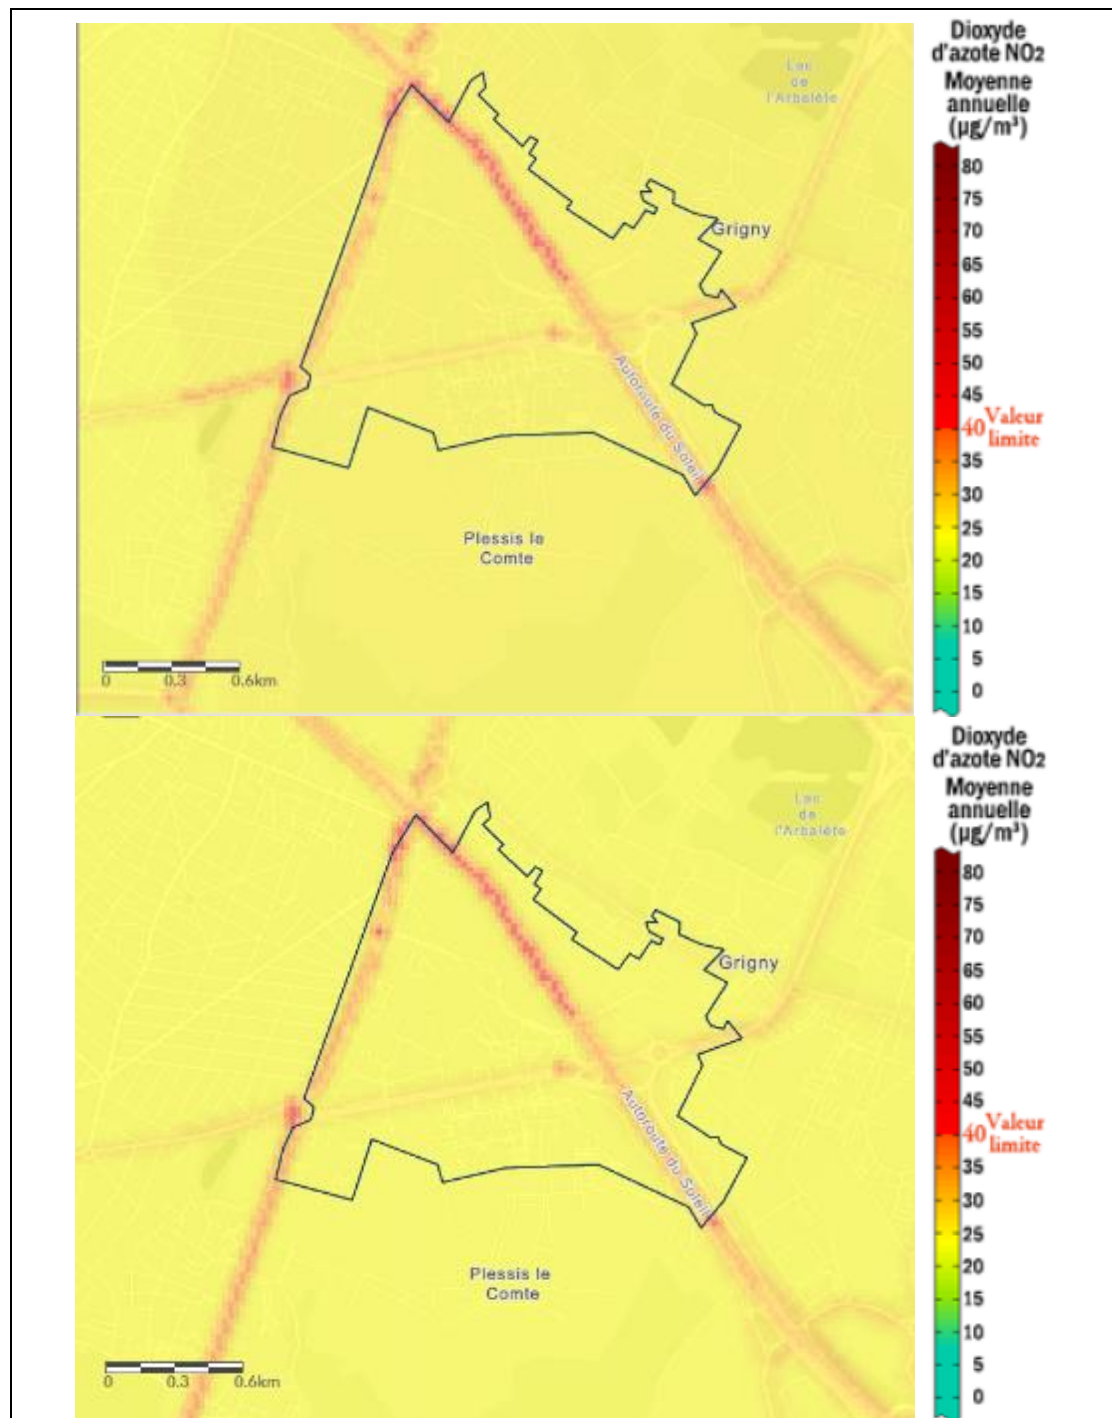 Dioxyde
d'azote NO2
Moyenne
annuelle
(µg/m³)
80
75
70
65
60
55
50
45
40 Valeur
limite
35
30
25
20
15
10
5
0
Lac
de
l'Arbalète
Grigny
Autoroute du Soleil
Plessis le
Comte
0 0.3 0.6km
Dioxyde
d'azote NO2
Moyenne
annuelle
(µg/m³)
80
75
70
65
60
55
50
45
40 Valeur
limite
35
30
25
20
15
10
5
0
Lac
de
l'Arbalète
Grigny
Autoroute du Soleil
Plessis le
Comte
0 0.3 0.6km